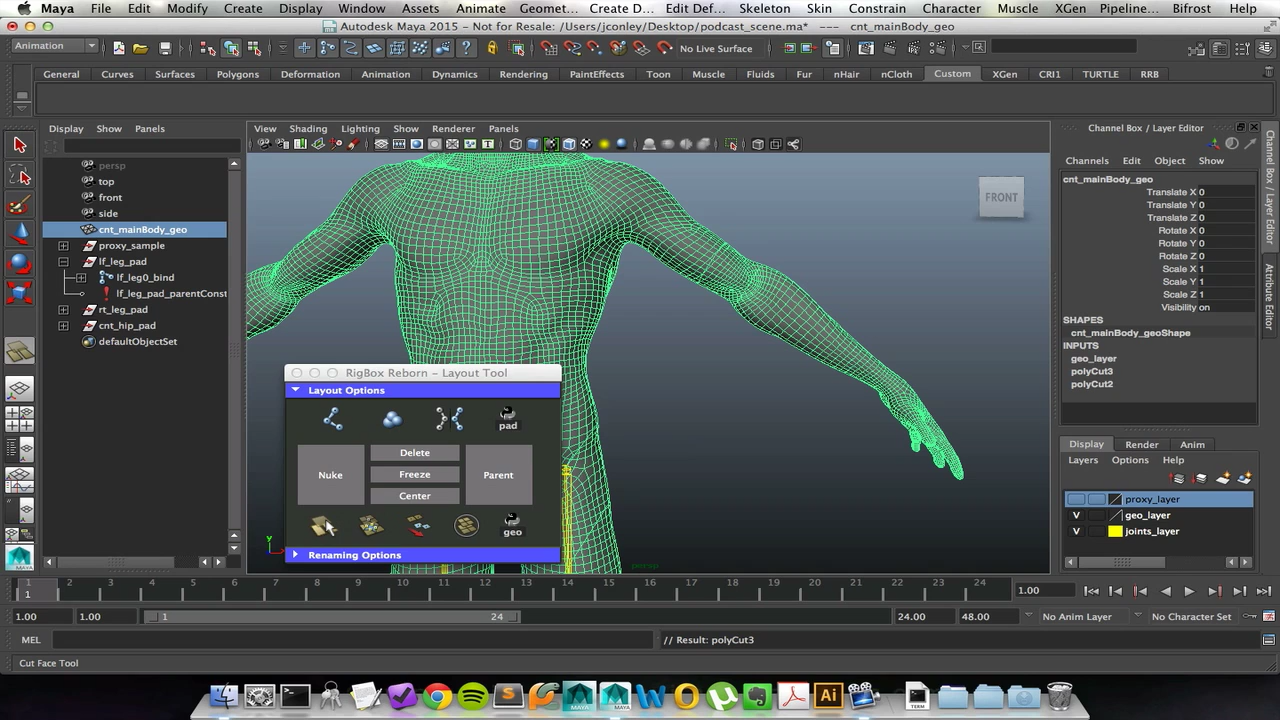 Maya File Edit Modify Create Display Window Assets Animate Geomet... Create D... Edit Def... Skeleton Skin Constrain Character Muscle XGen Pipeline... Bifrost Help
Autodesk Maya 2015 - Not for Resale: /Users/jconley/Desktop/podcast_scene.ma* --- cnt_mainBody_geo
Animation No Live Surface
General Curves Surfaces Polygons Deformation Animation Dynamics Rendering PaintEffects Toon Muscle Fluids Fur nHair nCloth Custom XGen CRI1 TURTLE RRB
Display Show Panels
View Shading Lighting Show Renderer Panels
Channel Box / Layer Editor
Channels Edit Object Show
persp
top
front
side
cnt_mainBody_geo
proxy_sample
lf_leg_pad
lf_leg0_bind
lf_leg_pad_parentConst
rt_leg_pad
cnt_hip_pad
defaultObjectSet
FRONT
RigBox Reborn - Layout Tool
Layout Options
pad
Nuke
Delete
Freeze
Center
Parent
geo
Renaming Options
y
persp
cnt_mainBody_geo
Translate X 0
Translate Y 0
Translate Z 0
Rotate X 0
Rotate Y 0
Rotate Z 0
Scale X 1
Scale Y 1
Scale Z 1
Visibility on
SHAPES
cnt_mainBody_geoShape
INPUTS
geo_layer
polyCut3
polyCut2
Display Render Anim
Layers Options Help
proxy_layer
V geo_layer
V joints_layer
Channel Box / Layer Editor
Attribute Editor
1 2 3 4 5 6 7 8 9 10 11 12 13 14 15 16 17 18 19 20 21 22 23 24
1
1.00
1.00 1.00 1 24 24.00 48.00 No Anim Layer No Character Set
MEL // Result: polyCut3
Cut Face Tool
MAYA MAYA Ai TERM